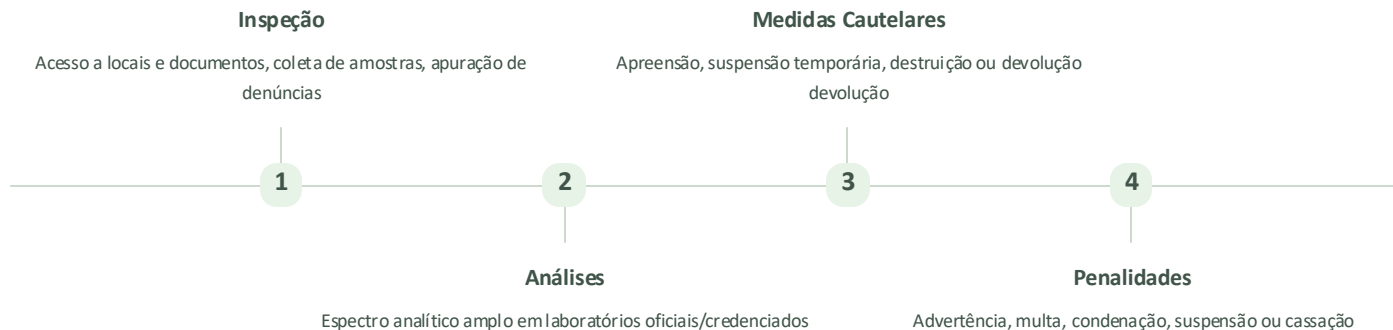 Inspeção
Acesso a locais e documentos, coleta de amostras, apuração de
denúncias
1
2
Análises
Espectro analítico amplo em laboratórios oficiais/credenciados
Medidas Cautelares
Apreensão, suspensão temporária, destruição ou devolução
devolução
3
4
Penalidades
Advertência, multa, condenação, suspensão ou cassação